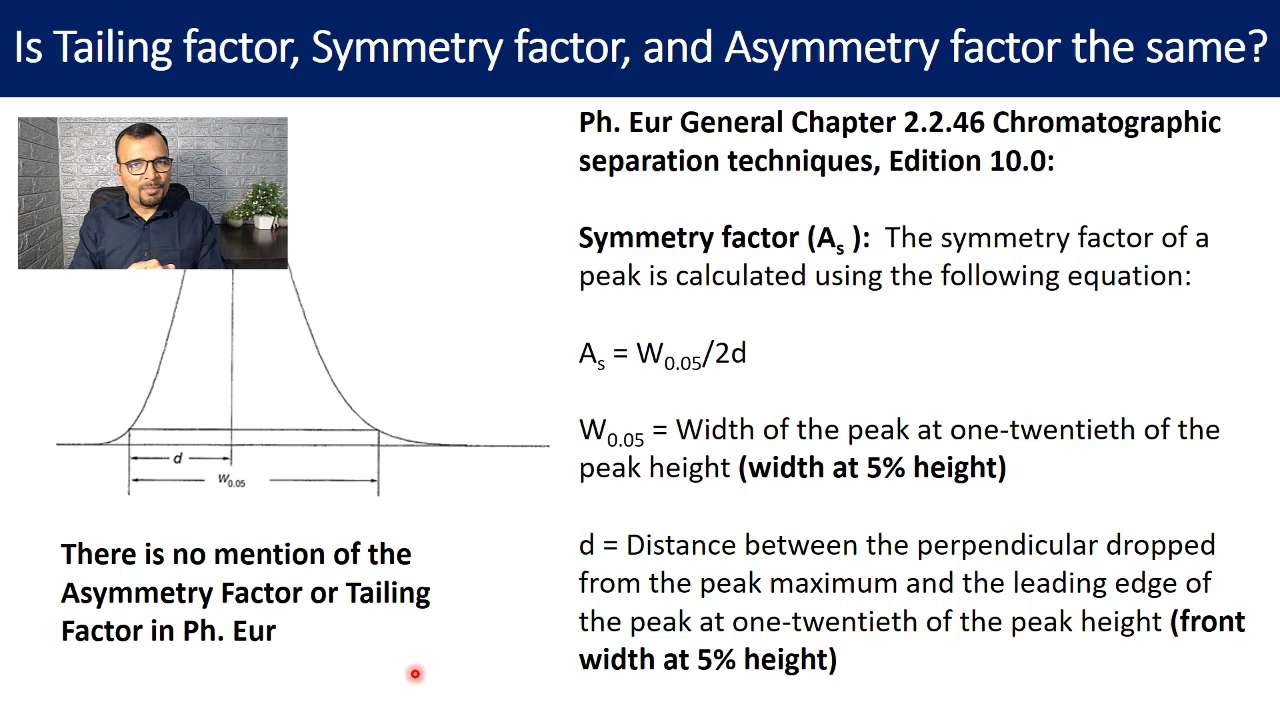 Is Tailing factor, Symmetry factor, and Asymmetry factor the same?
Ph. Eur General Chapter 2.2.46 Chromatographic
separation techniques, Edition 10.0:
Symmetry factor (As ): The symmetry factor of a
peak is calculated using the following equation:
As = W0.05/2d
W0.05 = Width of the peak at one-twentieth of the
peak height (width at 5% height)
d = Distance between the perpendicular dropped
from the peak maximum and the leading edge of
the peak at one-twentieth of the peak height (front
width at 5% height)
d
W0.05
There is no mention of the
Asymmetry Factor or Tailing
Factor in Ph. Eur